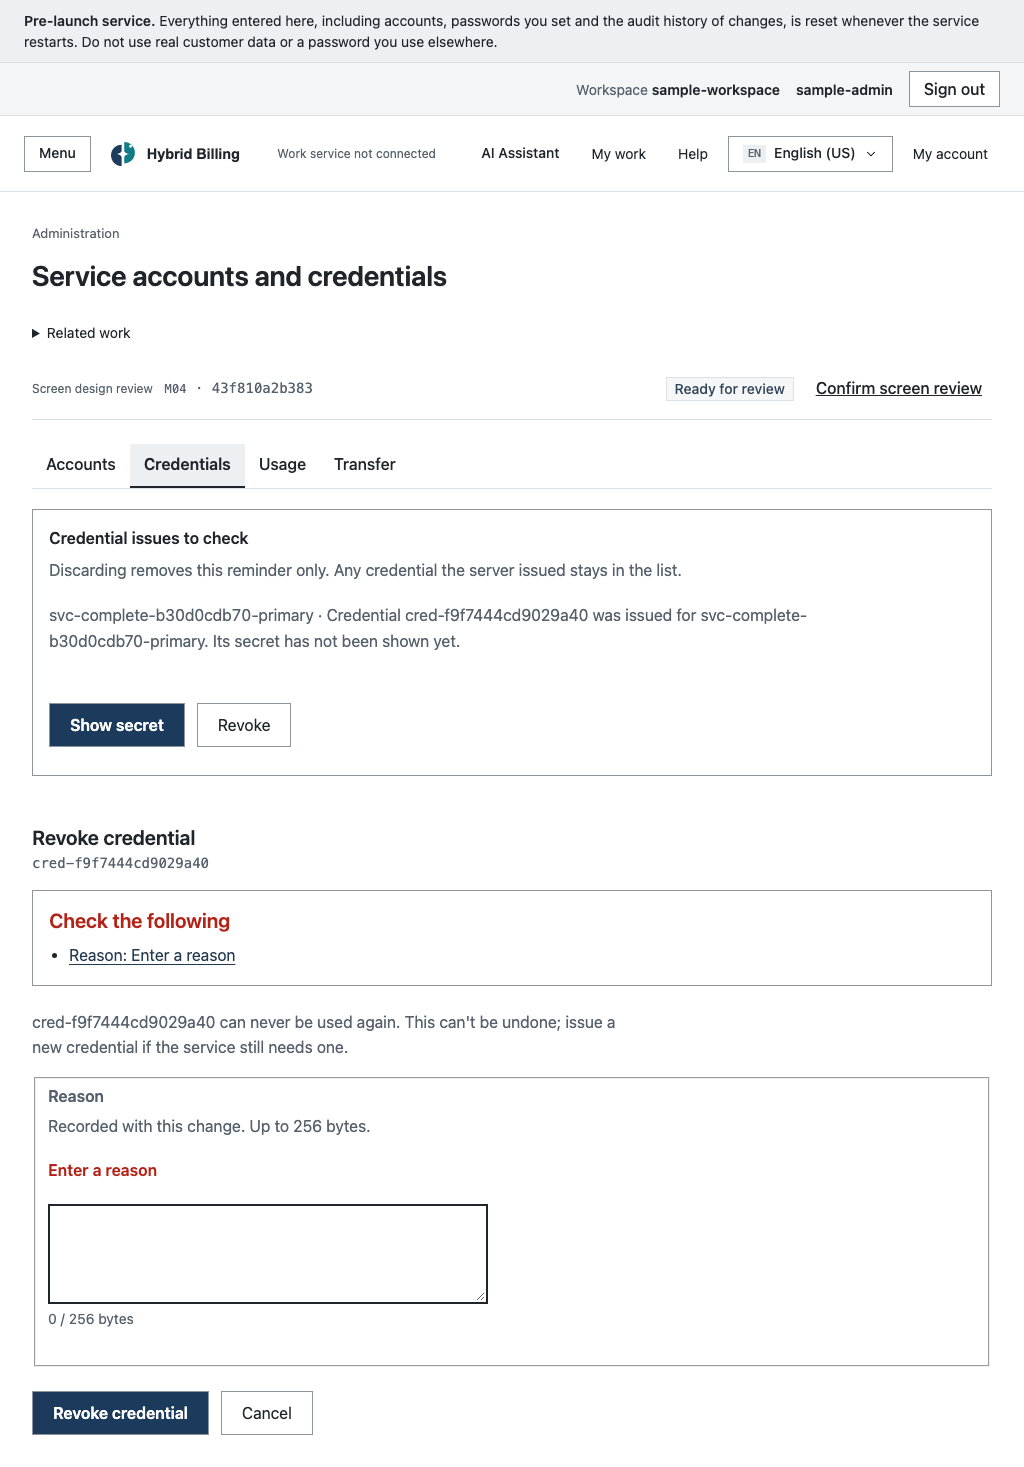 Pre-launch service. Everything entered here, including accounts, passwords you set and the audit history of changes, is reset whenever the service
restarts. Do not use real customer data or a password you use elsewhere.
Workspace sample-workspace sample-admin Sign out
Menu Hybrid Billing Work service not connected AI Assistant My work Help EN English (US) My account
Administration
Service accounts and credentials
Related work
Screen design review M04 · 43f810a2b383 Ready for review Confirm screen review
Accounts Credentials Usage Transfer
Credential issues to check
Discarding removes this reminder only. Any credential the server issued stays in the list.
svc-complete-b30d0cdb70-primary · Credential cred-f9f7444cd9029a40 was issued for svc-complete-
b30d0cdb70-primary. Its secret has not been shown yet.
Show secret Revoke
Revoke credential
cred-f9f7444cd9029a40
Check the following
• Reason: Enter a reason
cred-f9f7444cd9029a40 can never be used again. This can't be undone; issue a
new credential if the service still needs one.
Reason
Recorded with this change. Up to 256 bytes.
Enter a reason
0 / 256 bytes
Revoke credential Cancel